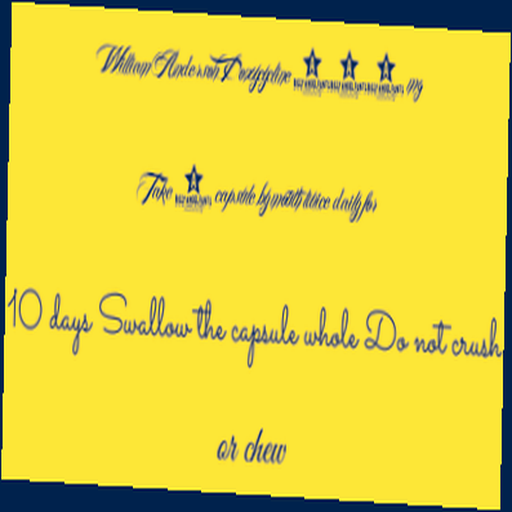 William Anderson Doxycycline mg
Take capsule by mouth twice daily for
10 days Swallow the capsule whole Do not crush
or chew